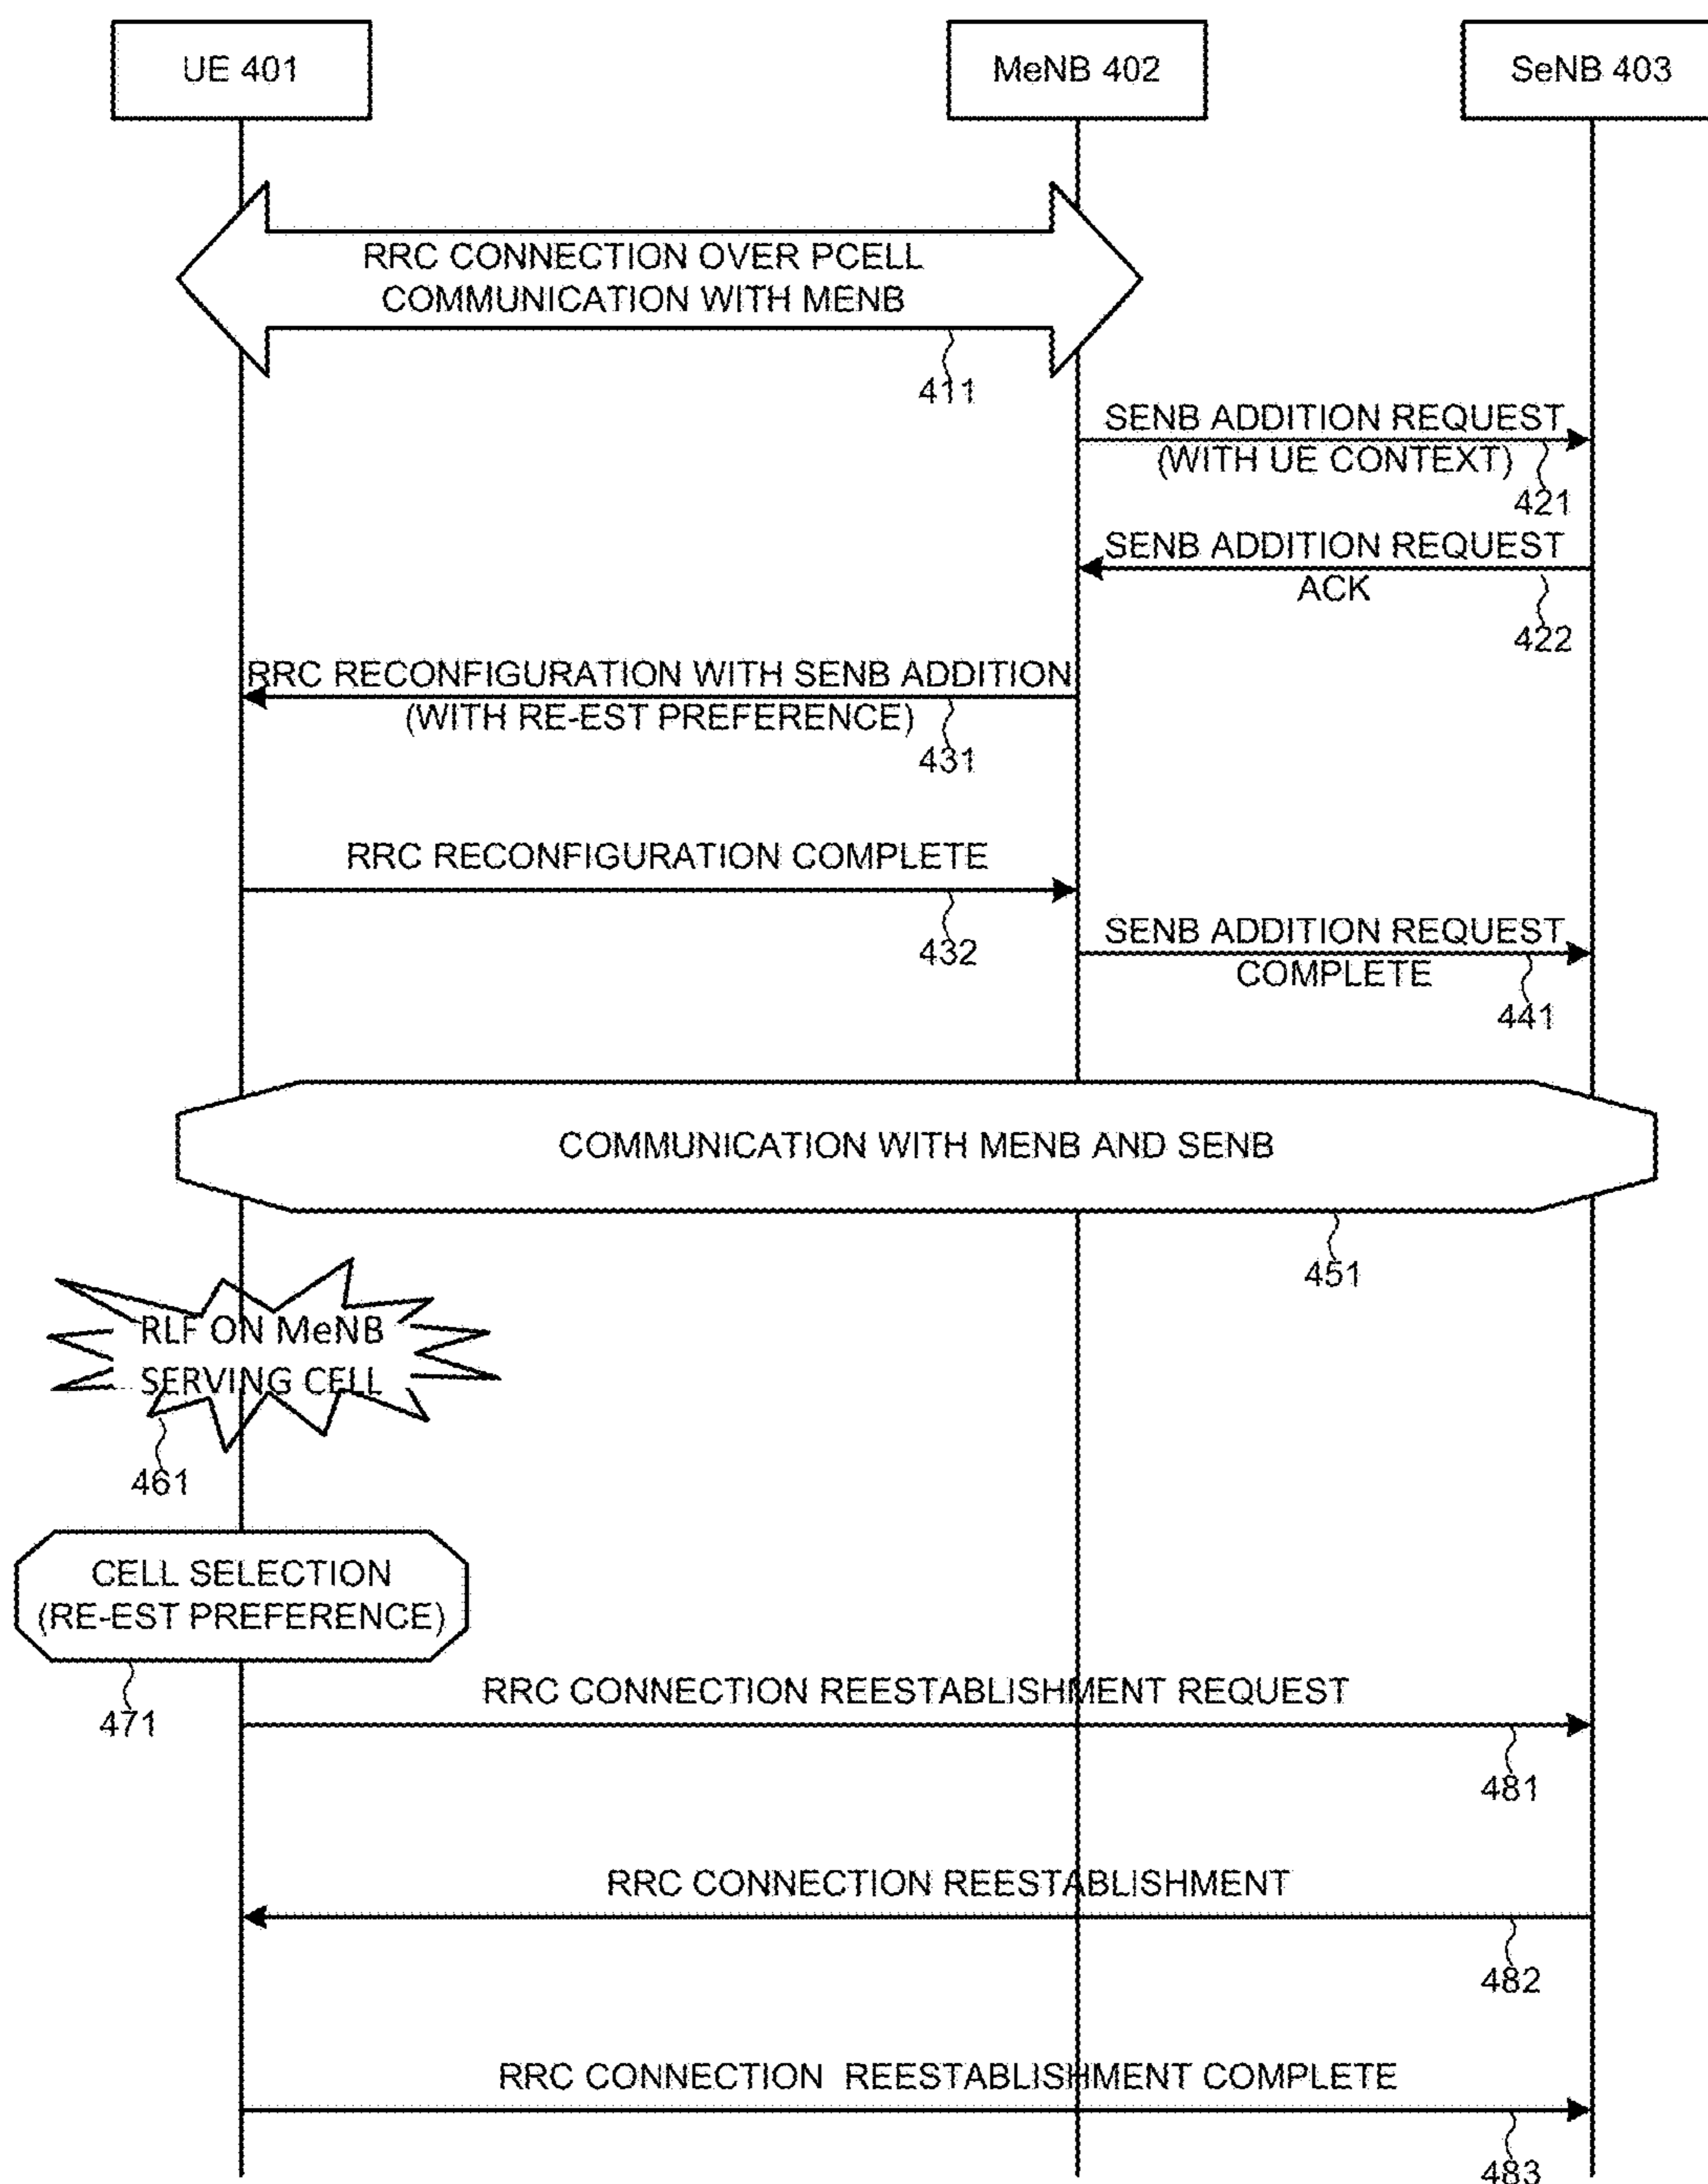 UE 401
MeNB 402
SeNB 403
RRC CONNECTION OVER PCELL
COMMUNICATION WITH MENB
411
SENB ADDITION REQUEST
(WITH UE CONTEXT)
421
SENB ADDITION REQUEST
ACK
422
RRC RECONFIGURATION WITH SENB ADDITION
(WITH RE-EST PREFERENCE)
431
RRC RECONFIGURATION COMPLETE
432
SENB ADDITION REQUEST
COMPLETE
441
COMMUNICATION WITH MENB AND SENB
451
RLF ON MeNB
SERVING CELL
461
CELL SELECTION
(RE-EST PREFERENCE)
471
RRC CONNECTION REESTABLISHMENT REQUEST
481
RRC CONNECTION REESTABLISHMENT
482
RRC CONNECTION REESTABLISHMENT COMPLETE
483